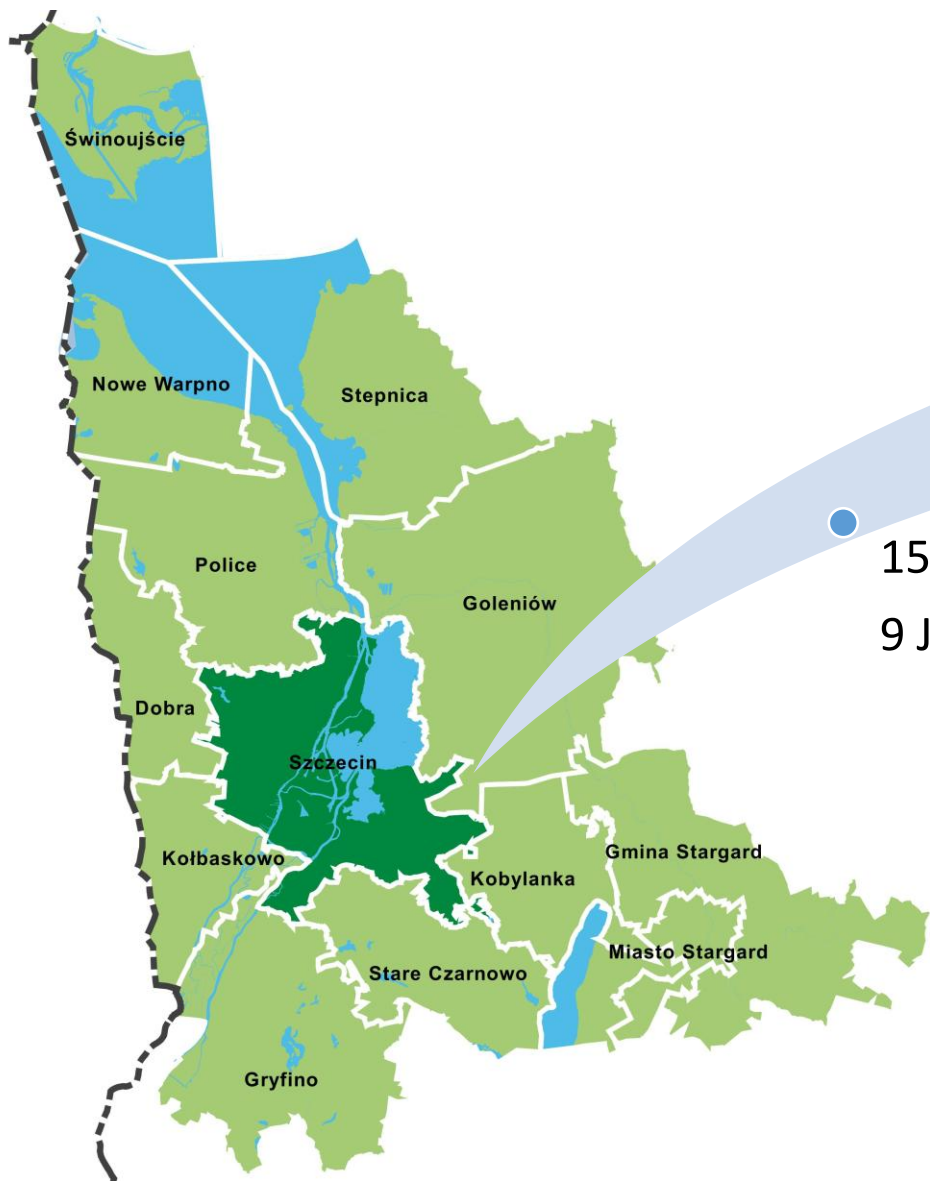 Świnoujście
Nowe Warpno
Stepnica
Police
Goleniów
15
9 J
Dobra
Szczecin
Kołbaskowo
Gmina Stargard
Kobylanka
Miasto Stargard
Stare Czarnowo
Gryfino